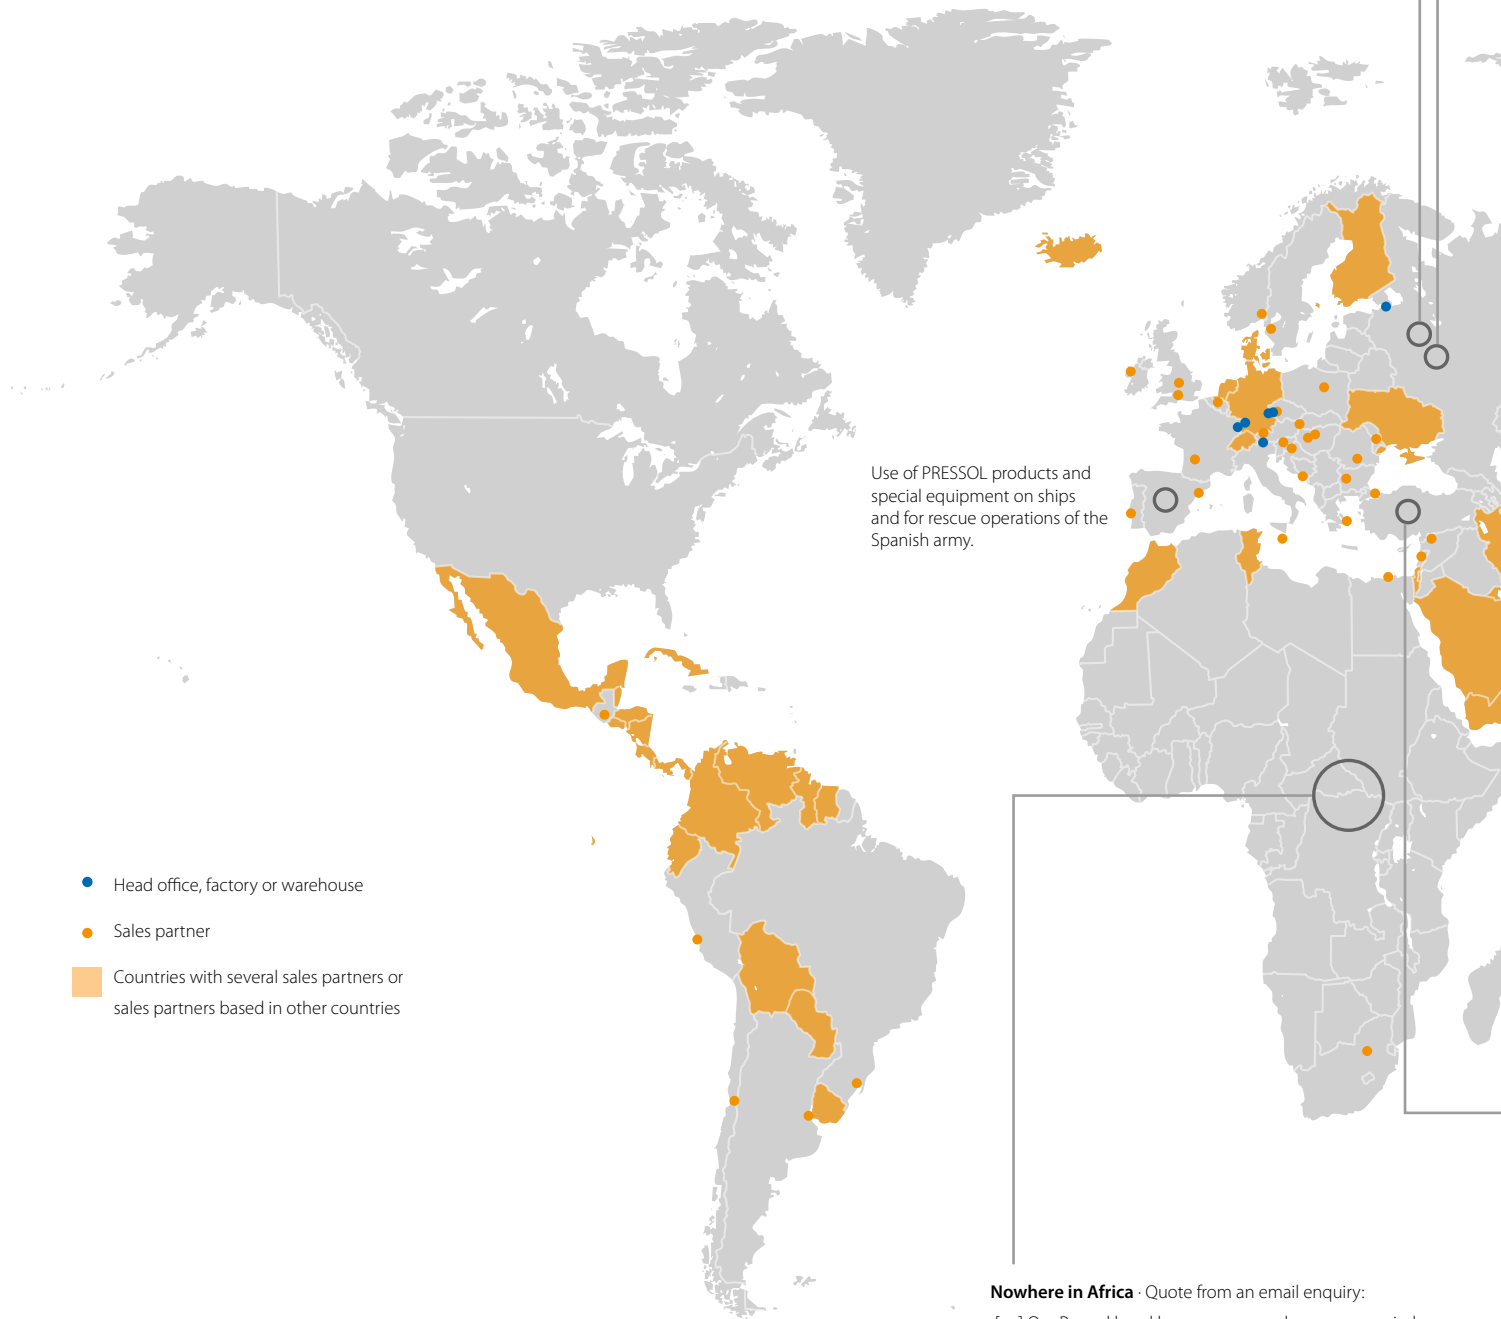 Use of PRESSOL products and
special equipment on ships
and for rescue operations of the
Spanish army.
Head office, factory or warehouse
Sales partner
Countries with several sales partners or
sales partners based in other countries
Nowhere in Africa · Quote from an email enquiry: